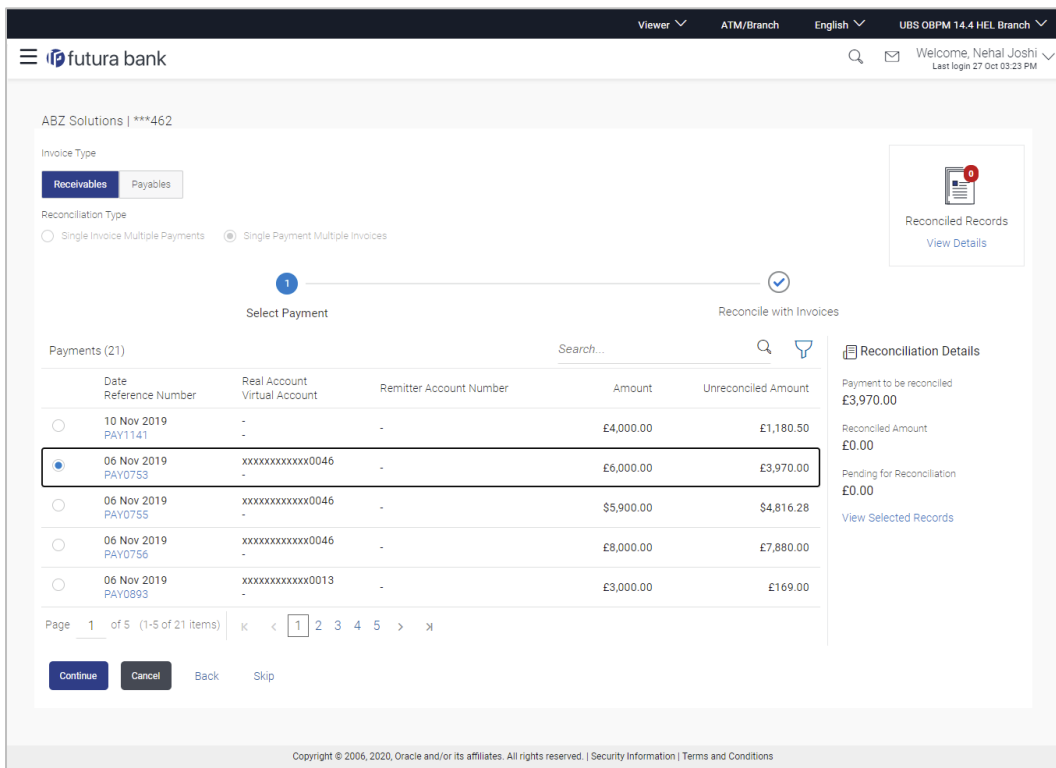 Viewer ATM/Branch English UBS OBPM 14.4 HEL Branch
futura bank
Welcome, Nehal Joshi
Last login 27 Oct 03:23 PM
ABZ Solutions | ***462
Invoice Type
Receivables Payables
Reconciliation Type
Single Invoice Multiple Payments Single Payment Multiple Invoices
0
Reconciled Records
View Details
1
Select Payment Reconcile with Invoices
Payments (21) Search...
Date Real Account Remitter Account Number Amount Unreconciled Amount
Reference Number Virtual Account
10 Nov 2019 - - £4,000.00 £1,180.50
PAY1141 -
06 Nov 2019 xxxxxxxxxxxx0046 - £6,000.00 £3,970.00
PAY0753 -
06 Nov 2019 xxxxxxxxxxxx0046 - $5,900.00 $4,816.28
PAY0755 -
06 Nov 2019 xxxxxxxxxxxx0046 - £8,000.00 £7,880.00
PAY0756 -
06 Nov 2019 xxxxxxxxxxxx0013 - £3,000.00 £169.00
PAY0893 -
Page 1 of 5 (1-5 of 21 items) 1 2 3 4 5
Reconciliation Details
Payment to be reconciled
£3,970.00
Reconciled Amount
£0.00
Pending for Reconciliation
£0.00
View Selected Records
Continue Cancel Back Skip
Copyright © 2006, 2020, Oracle and/or its affiliates. All rights reserved. | Security Information | Terms and Conditions